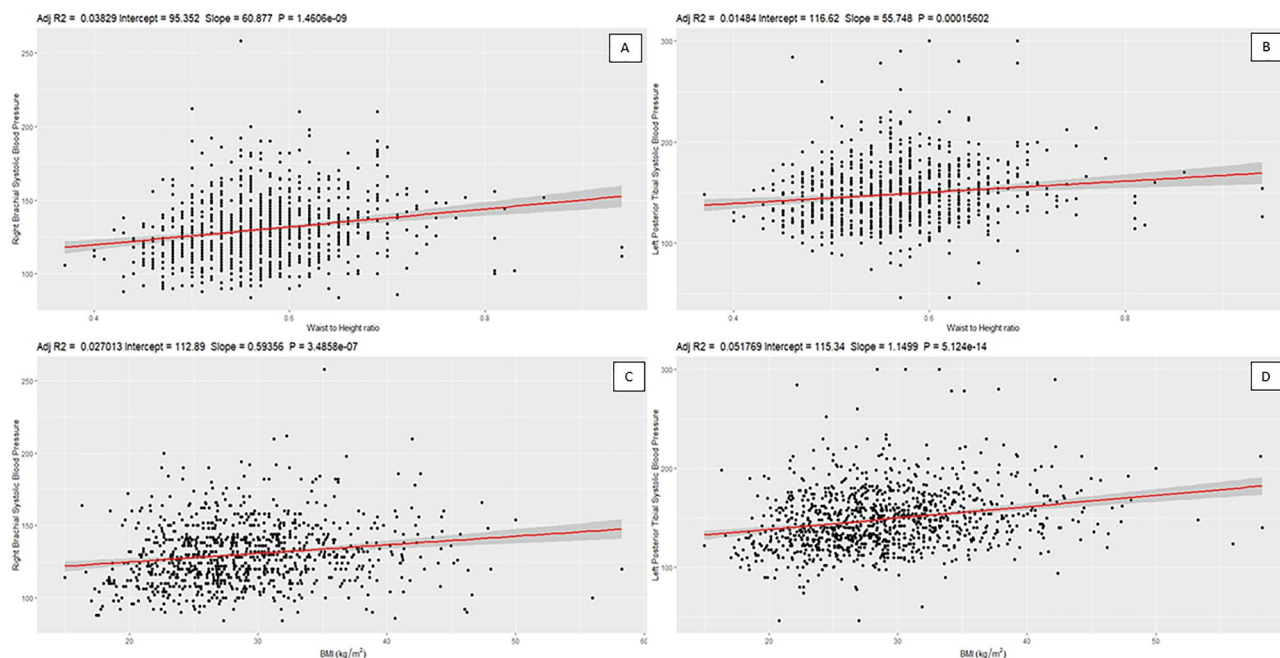 Adj R2 = 0.03829 Intercept = 95.352 Slope = 60.877 P = 1.4606e-09
A
250
200
150
100
Right Brachial Systolic Blood Pressure
0.4 0.6 0.8
Waist to Height ratio
Adj R2 = 0.01484 Intercept = 116.62 Slope = 55.748 P = 0.00015602
B
300
200
100
Left Posterior Tibial Systolic Blood Pressure
0.4 0.6 0.8
Waist to Height ratio
Adj R2 = 0.027013 Intercept = 112.89 Slope = 0.59356 P = 3.4858e-07
C
250
200
150
100
Right Brachial Systolic Blood Pressure
20 30 40 50 60
BMI (kg/m²)
Adj R2 = 0.051769 Intercept = 115.34 Slope = 1.1499 P = 5.124e-14
D
300
200
100
Left Posterior Tibial Systolic Blood Pressure
20 30 40 50
BMI (kg/m²)